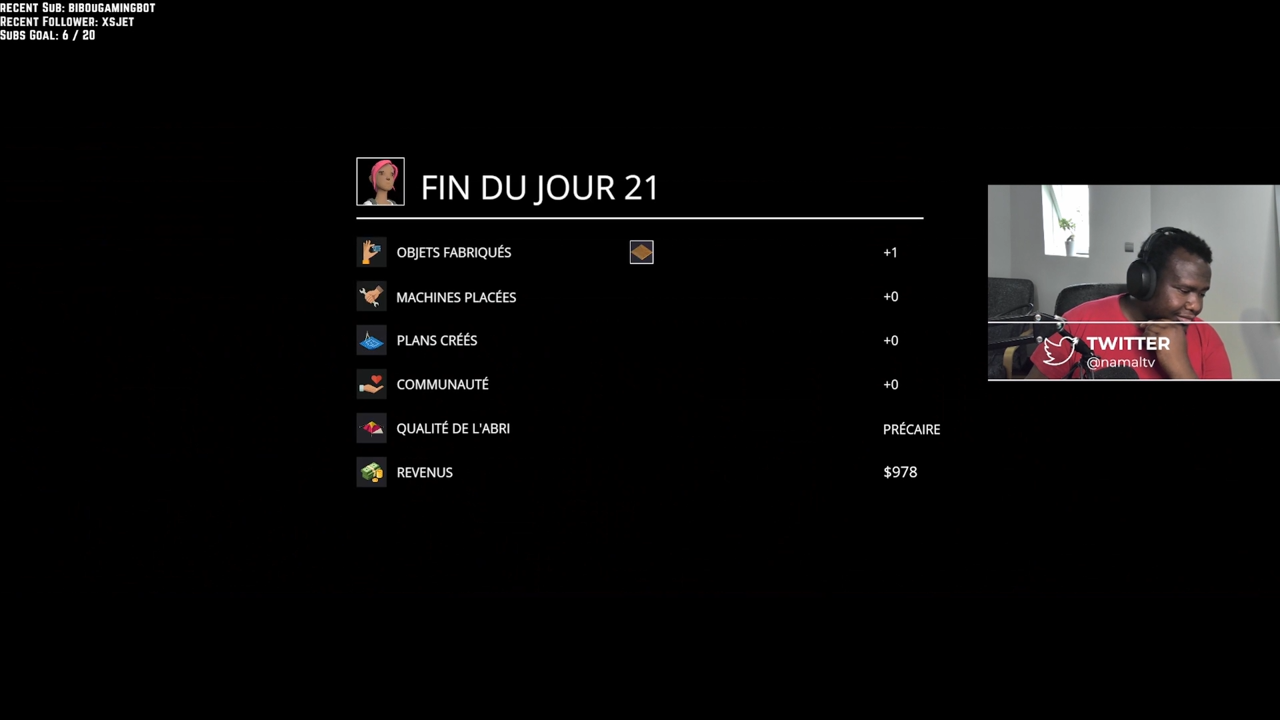 RECENT SUB: BIBOUGAMINGBOT
RECENT FOLLOWER: XSJET
SUBS GOAL: 6 / 20
FIN DU JOUR 21
OBJETS FABRIQUÉS +1
MACHINES PLACÉES +0
PLANS CRÉÉS +0
COMMUNAUTÉ +0
QUALITÉ DE L'ABRI PRÉCAIRE
REVENUS $978
TWITTER
@namaltv